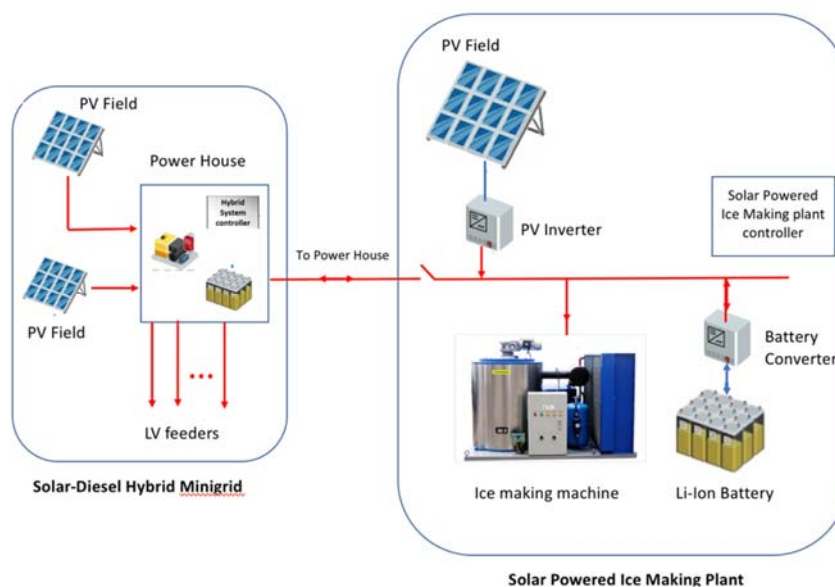 PV Field
Power House
Hybrid
System
controller
PV Field
LV feeders
Solar-Diesel Hybrid Minigrid
To Power House
PV Field
PV Inverter
Solar Powered
Ice Making plant
controller
Battery
Converter
Ice making machine
Li-Ion Battery
Solar Powered Ice Making Plant